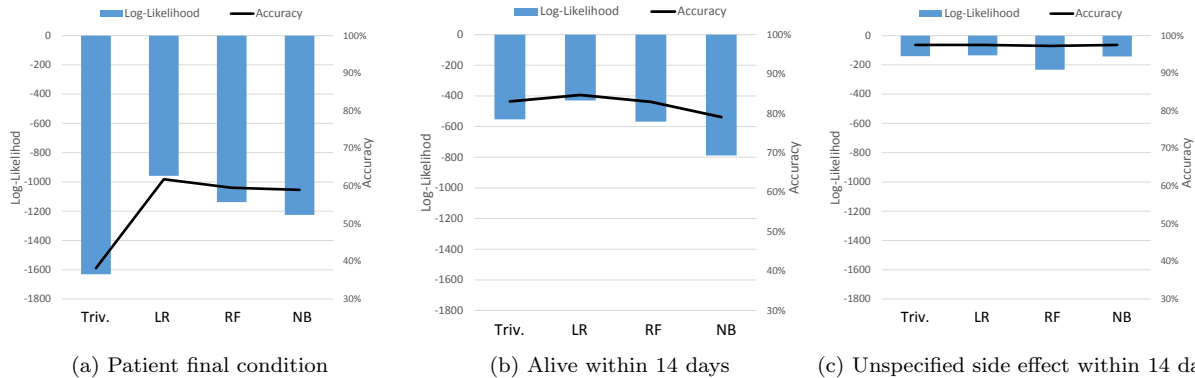 Log-Likelihood Accuracy
0 100%
-200 90%
-400 80%
-600
-800 70%
-1000 60%
-1200 50%
-1400
-1600 40%
-1800 30%
Log-Likelihod
Accuracy
Triv. LR RF NB
(a) Patient final condition
Log-Likelihood Accuracy
0 100%
-200 90%
-400 80%
-600
-800 70%
-1000 60%
-1200 50%
-1400
-1600 40%
-1800 30%
Log-Likelihood
Accuracy
Triv. LR RF NB
(b) Alive within 14 days
Log-Likelihood Accuracy
0 100%
-200 90%
-400 80%
-600
-800 70%
-1000 60%
-1200 50%
-1400
-1600 40%
-1800 30%
Log-Likelihood
Accuracy
Triv. LR RF NB
(c) Unspecified side effect within 14 da